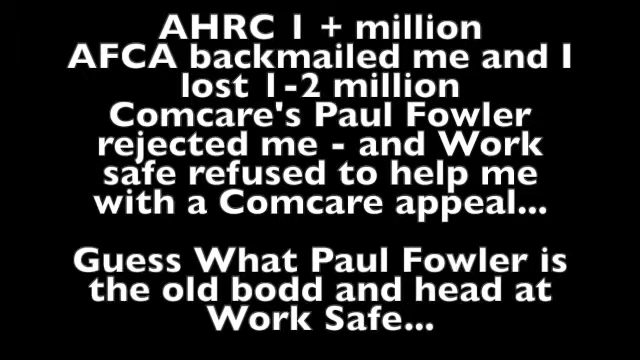 AHRC 1 + million
AFCA backmailed me and I
lost 1-2 million
Comcare's Paul Fowler
rejected me - and Work
safe refused to help me
with a Comcare appeal...
Guess What Paul Fowler is
the old bodd and head at
Work Safe...